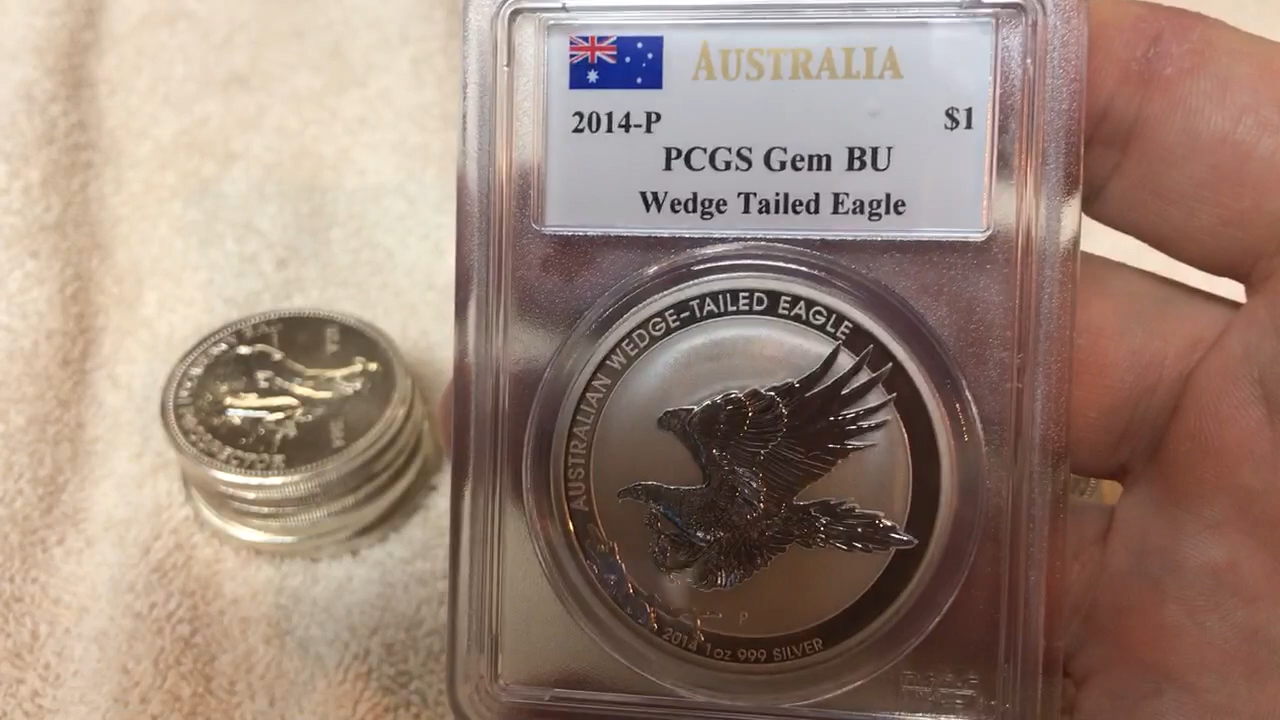 AUSTRALIA
2014-P $1
PCGS Gem BU
Wedge Tailed Eagle
AUSTRALIAN WEDGE-TAILED EAGLE
P
2014 1oz 999 SILVER